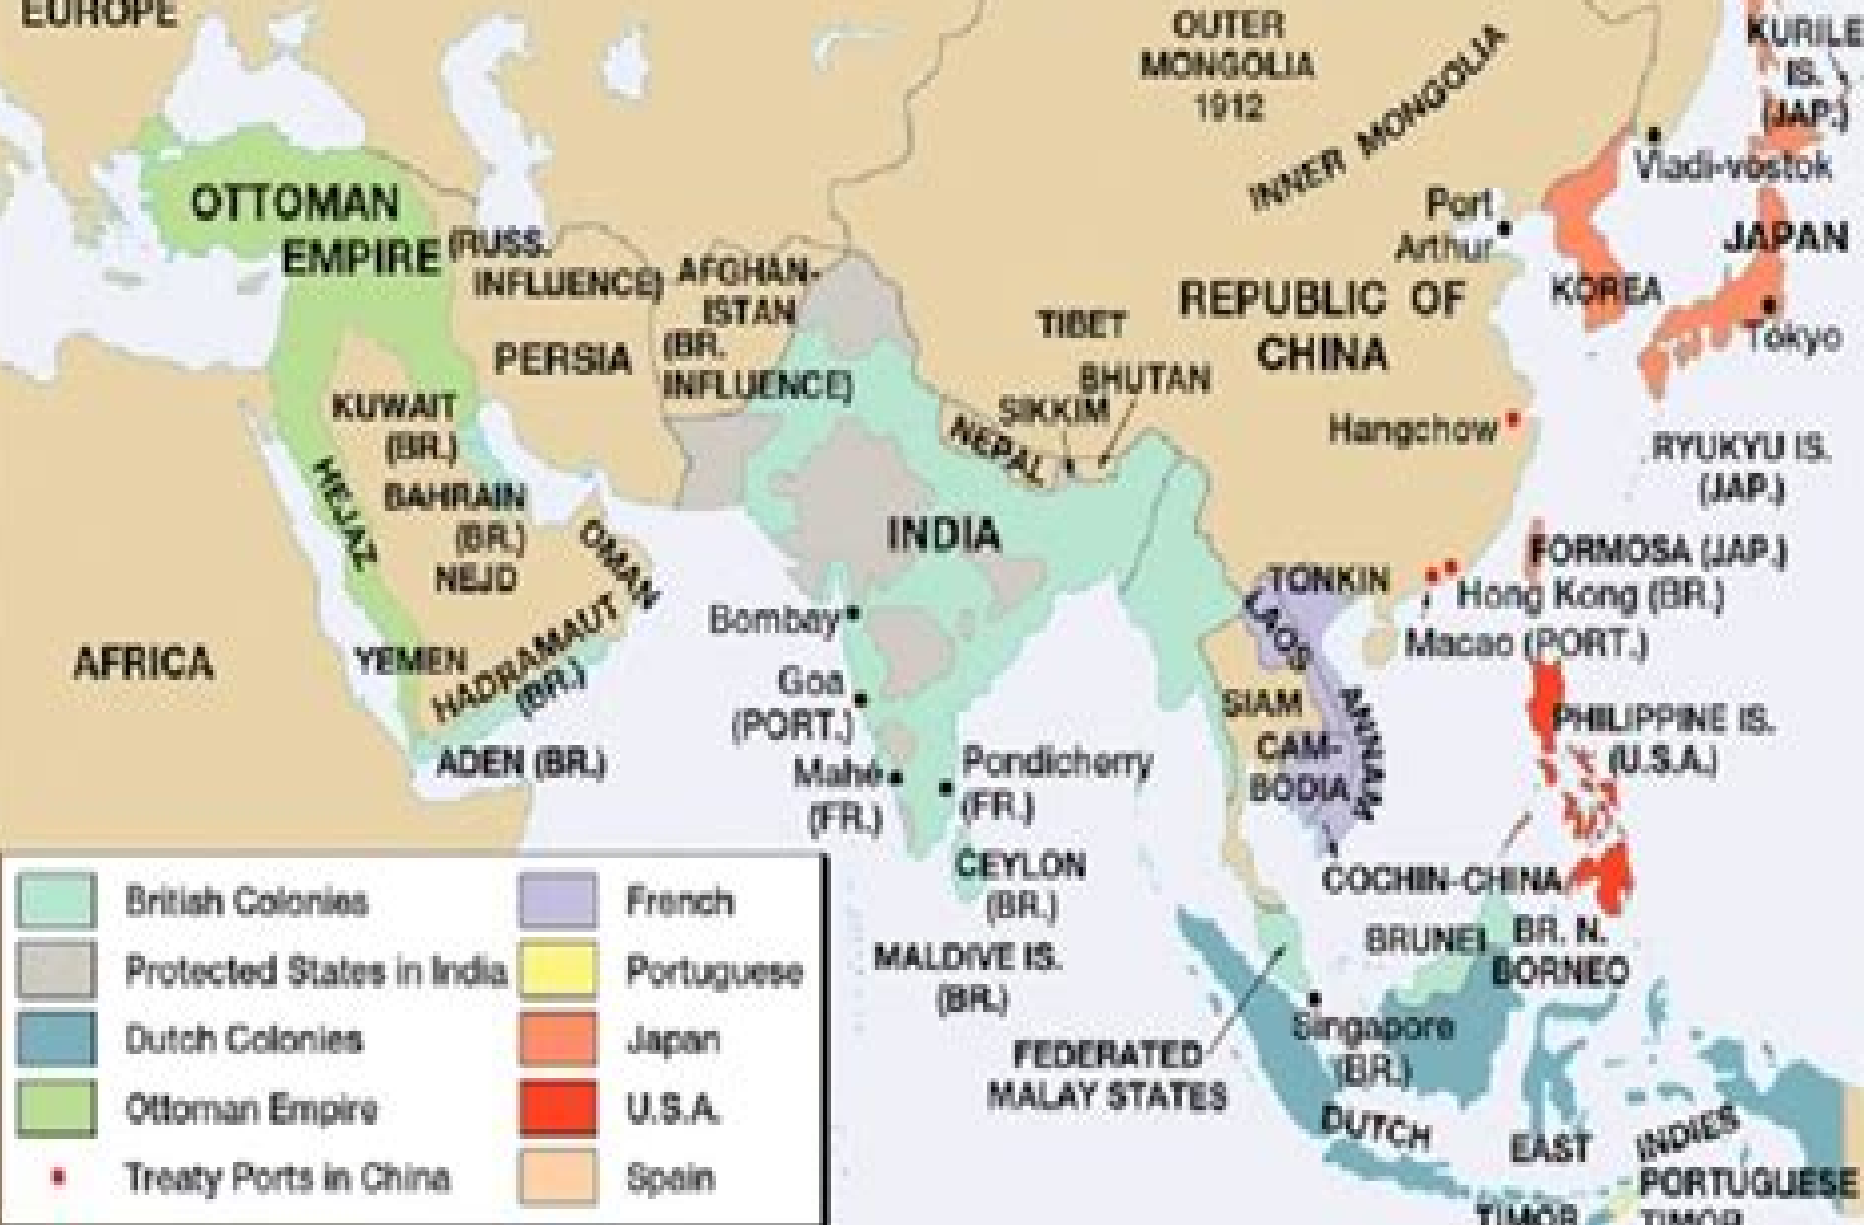 EUROPE
OUTER
MONGOLIA
1912
INNER MONGOLIA
KURILE
IS.
(JAP.)
Vladi-vostok
OTTOMAN
EMPIRE
(RUSS.
INFLUENCE)
PERSIA
AFGHAN-
ISTAN
(BR.
INFLUENCE)
Port
Arthur
JAPAN
KOREA
Tokyo
REPUBLIC OF
CHINA
TIBET
BHUTAN
SIKKIM
NEPAL
Hangchow
RYUKYU IS.
(JAP.)
KUWAIT
(BR.)
BAHRAIN
(BR.)
NEJD
HEJAZ
OMAN
HADRAMAUT
(BR.)
YEMEN
ADEN (BR.)
AFRICA
INDIA
Bombay
Goa
(PORT.)
Mahé
(FR.)
Pondicherry
(FR.)
CEYLON
(BR.)
MALDIVE IS.
(BR.)
FORMOSA (JAP.)
Hong Kong (BR.)
Macao (PORT.)
TONKIN
LAOS
SIAM
ANNAM
CAM-
BODIA
COCHIN-CHINA
PHILIPPINE IS.
(U.S.A.)
BRUNEI
BR. N.
BORNEO
Singapore
(BR.)
FEDERATED
MALAY STATES
DUTCH
EAST
INDIES
PORTUGUESE
TIMOR
TIMOR
British Colonies
Protected States in India
Dutch Colonies
Ottoman Empire
Treaty Ports in China
French
Portuguese
Japan
U.S.A.
Spain